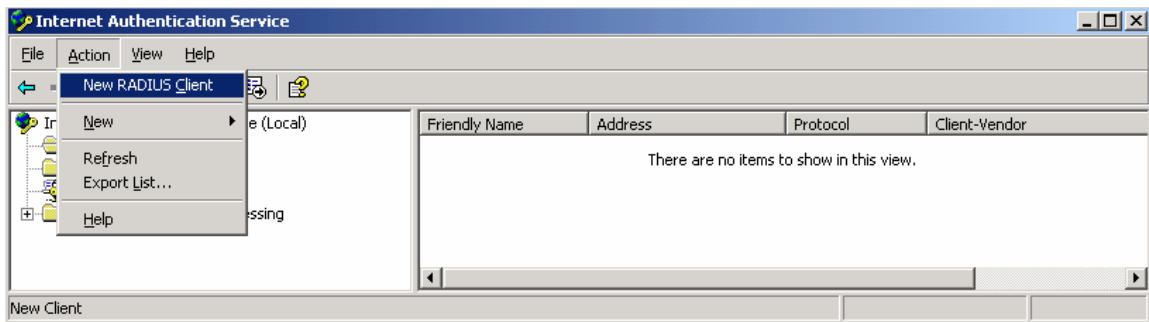 Internet Authentication Service
File Action View Help
New RADIUS Client
New
Refresh
Export List...
Help
e (Local)
essing
Friendly Name Address Protocol Client-Vendor
There are no items to show in this view.
New Client